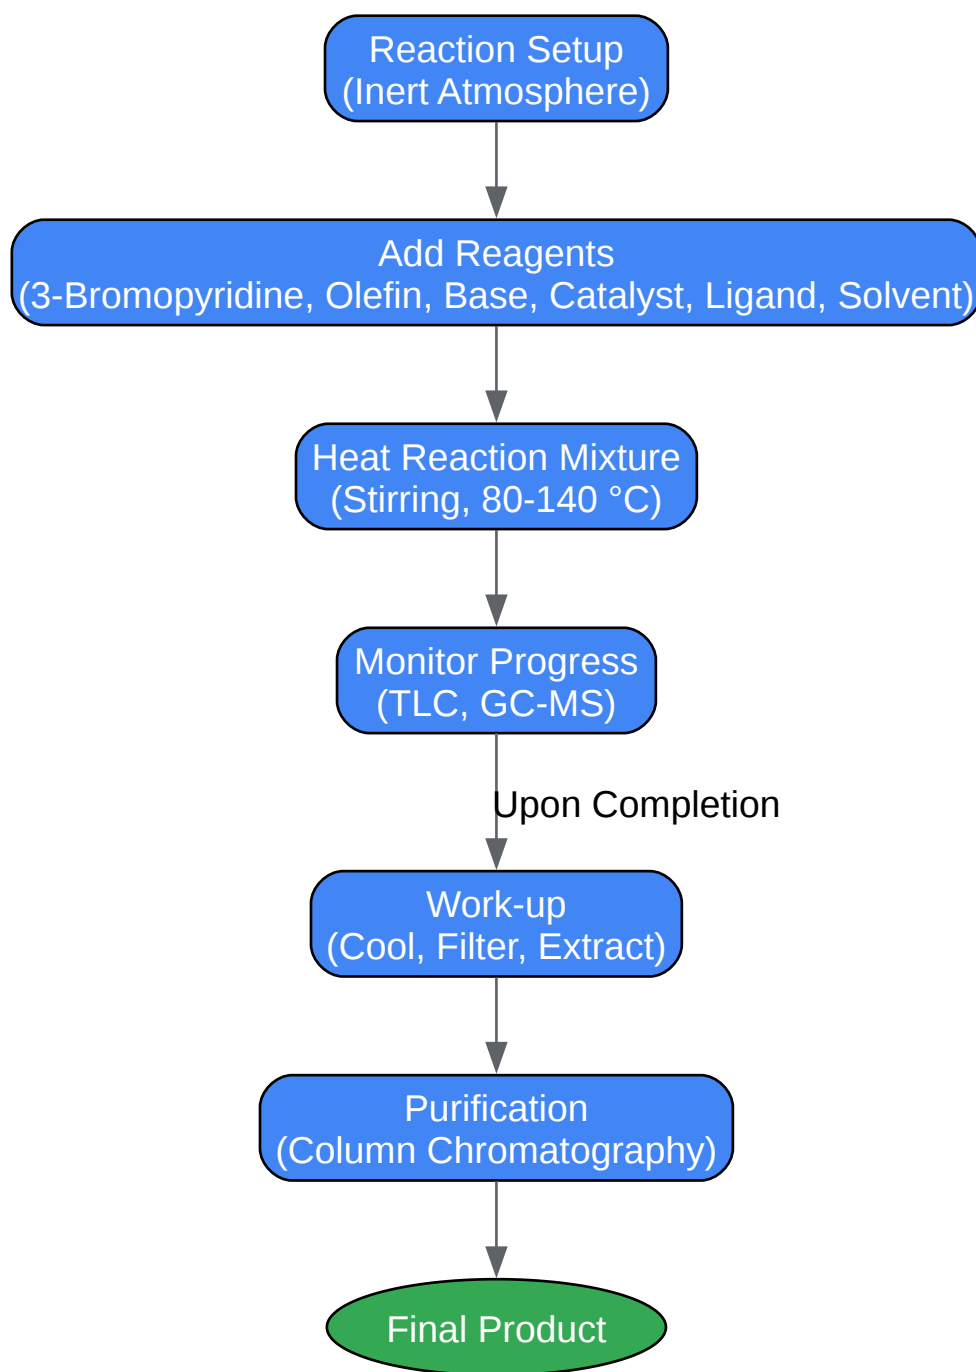 Reaction Setup
(Inert Atmosphere)
Add Reagents
(3-Bromopyridine, Olefin, Base, Catalyst, Ligand, Solvent)
Heat Reaction Mixture
(Stirring, 80-140 °C)
Monitor Progress
(TLC, GC-MS)
Upon Completion
Work-up
(Cool, Filter, Extract)
Purification
(Column Chromatography)
Final Product